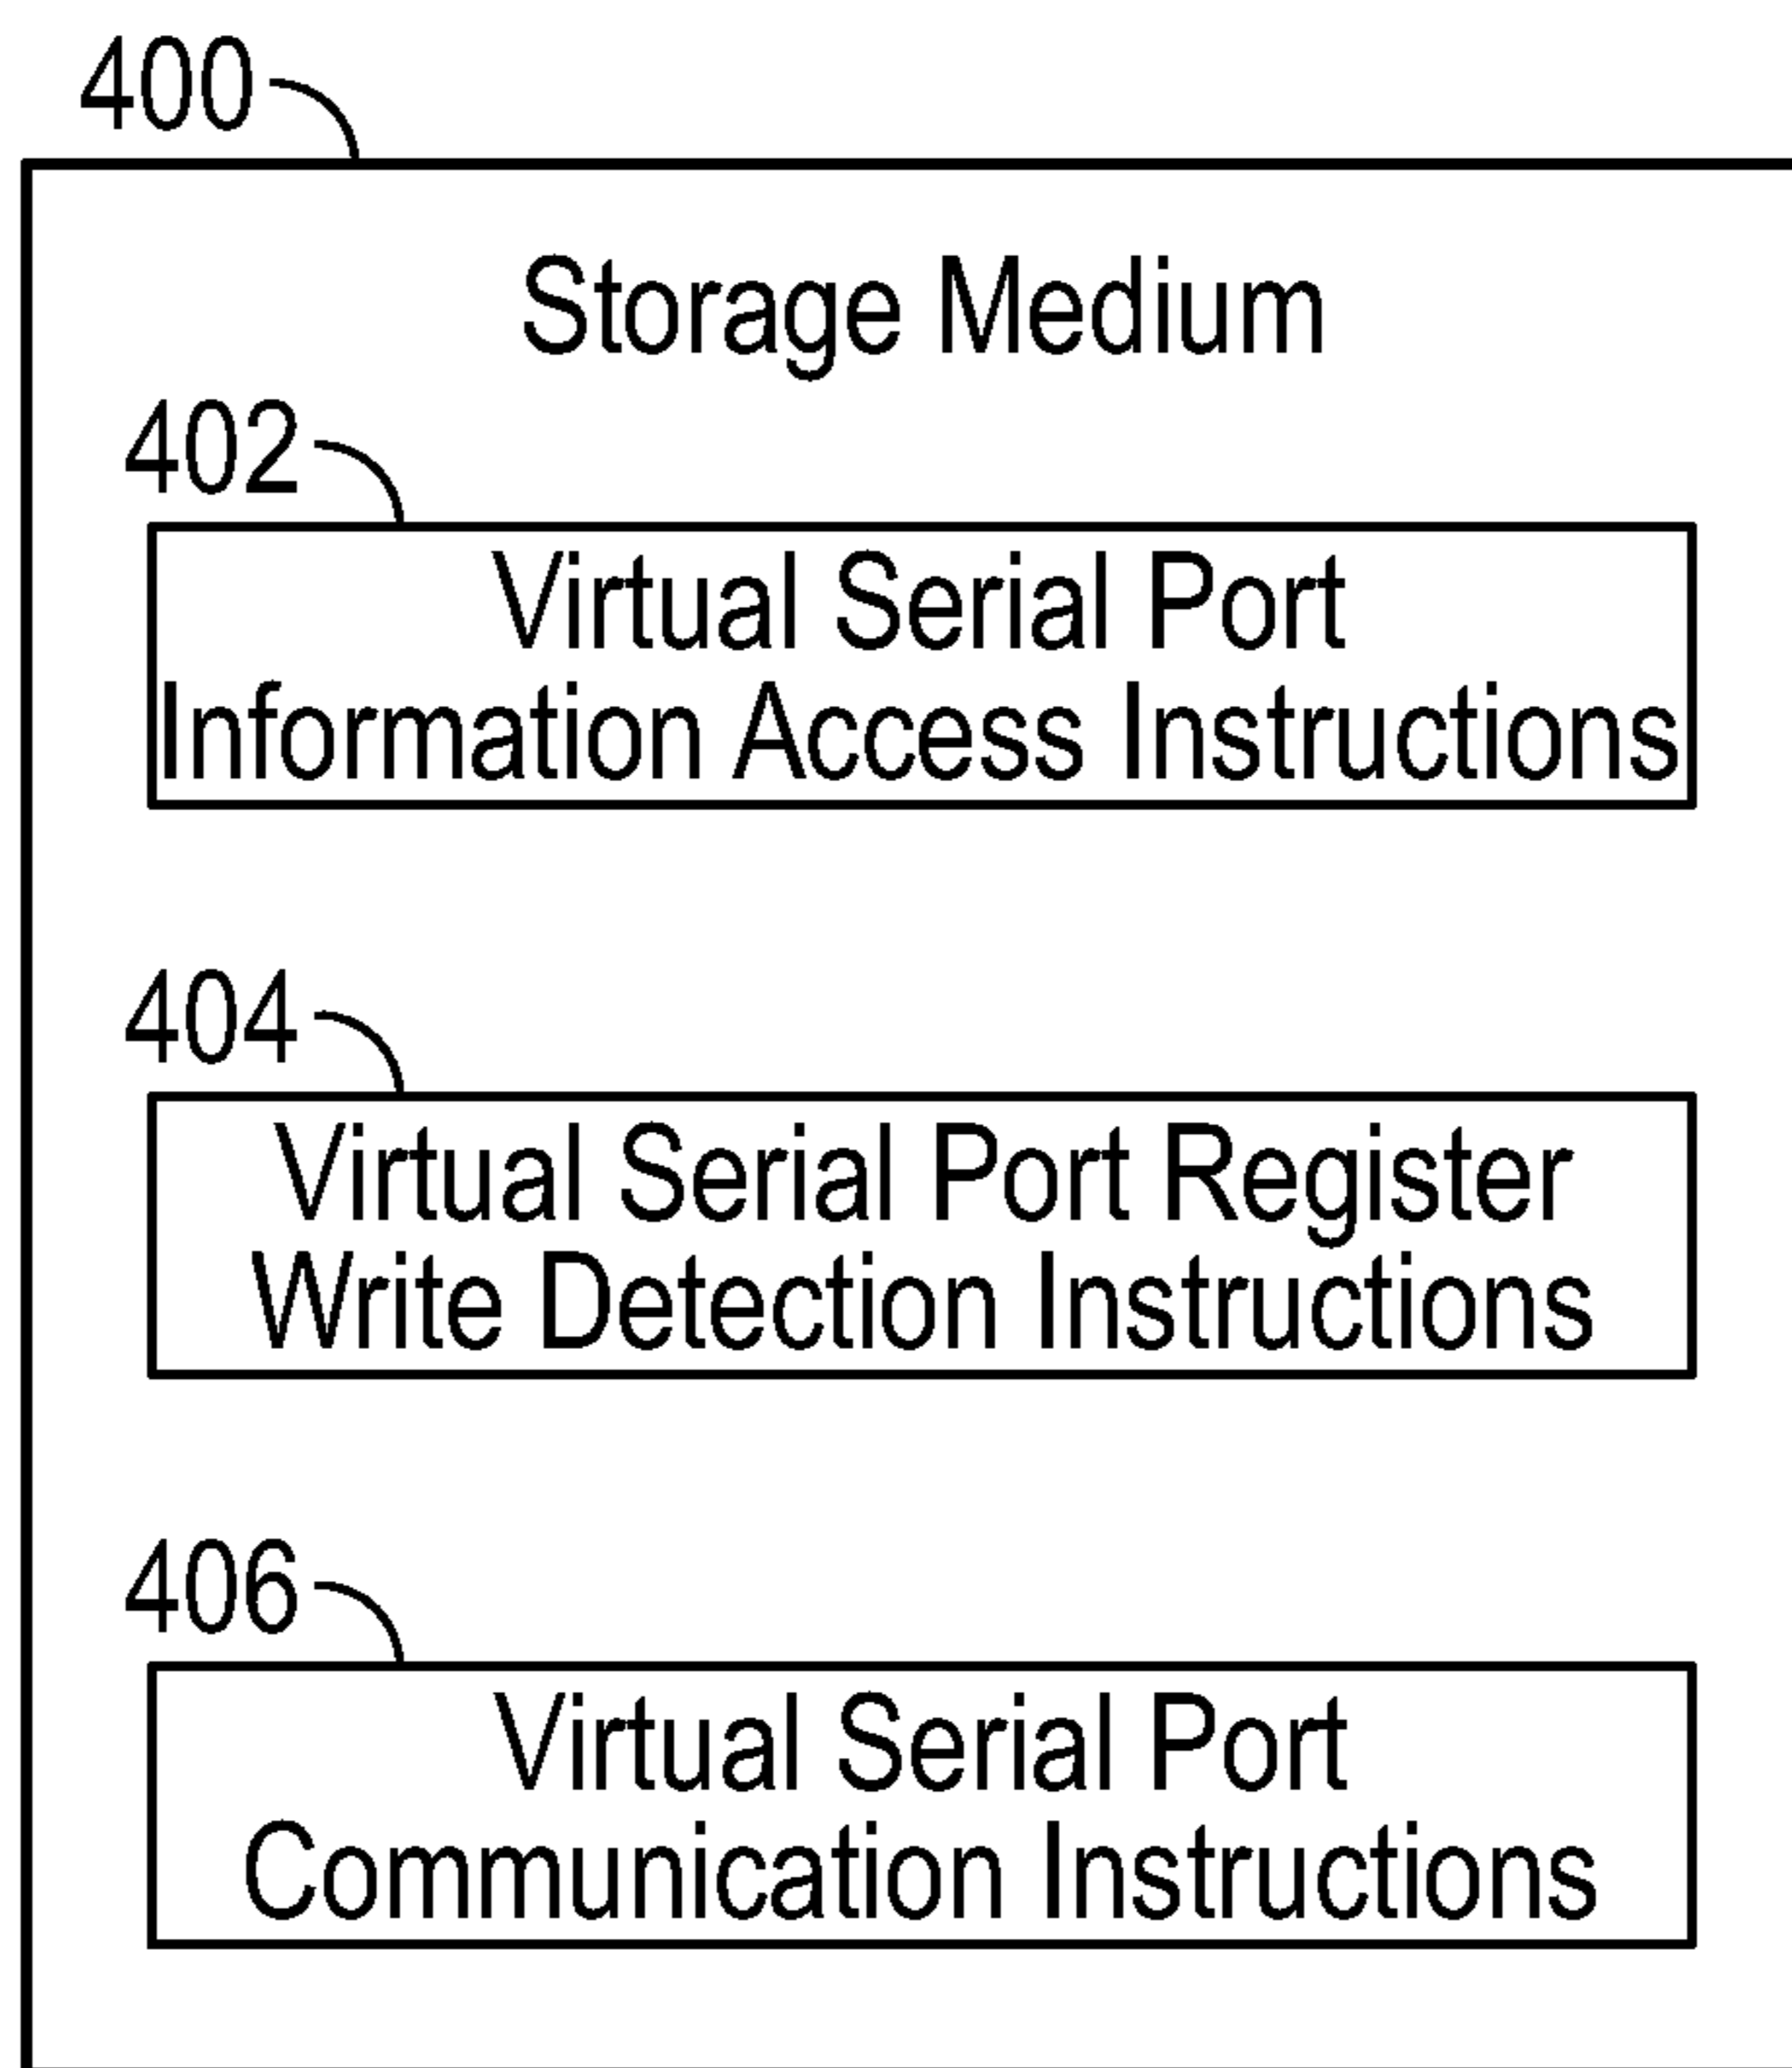 400
Storage Medium
402
Virtual Serial Port
Information Access Instructions
404
Virtual Serial Port Register
Write Detection Instructions
406
Virtual Serial Port
Communication Instructions